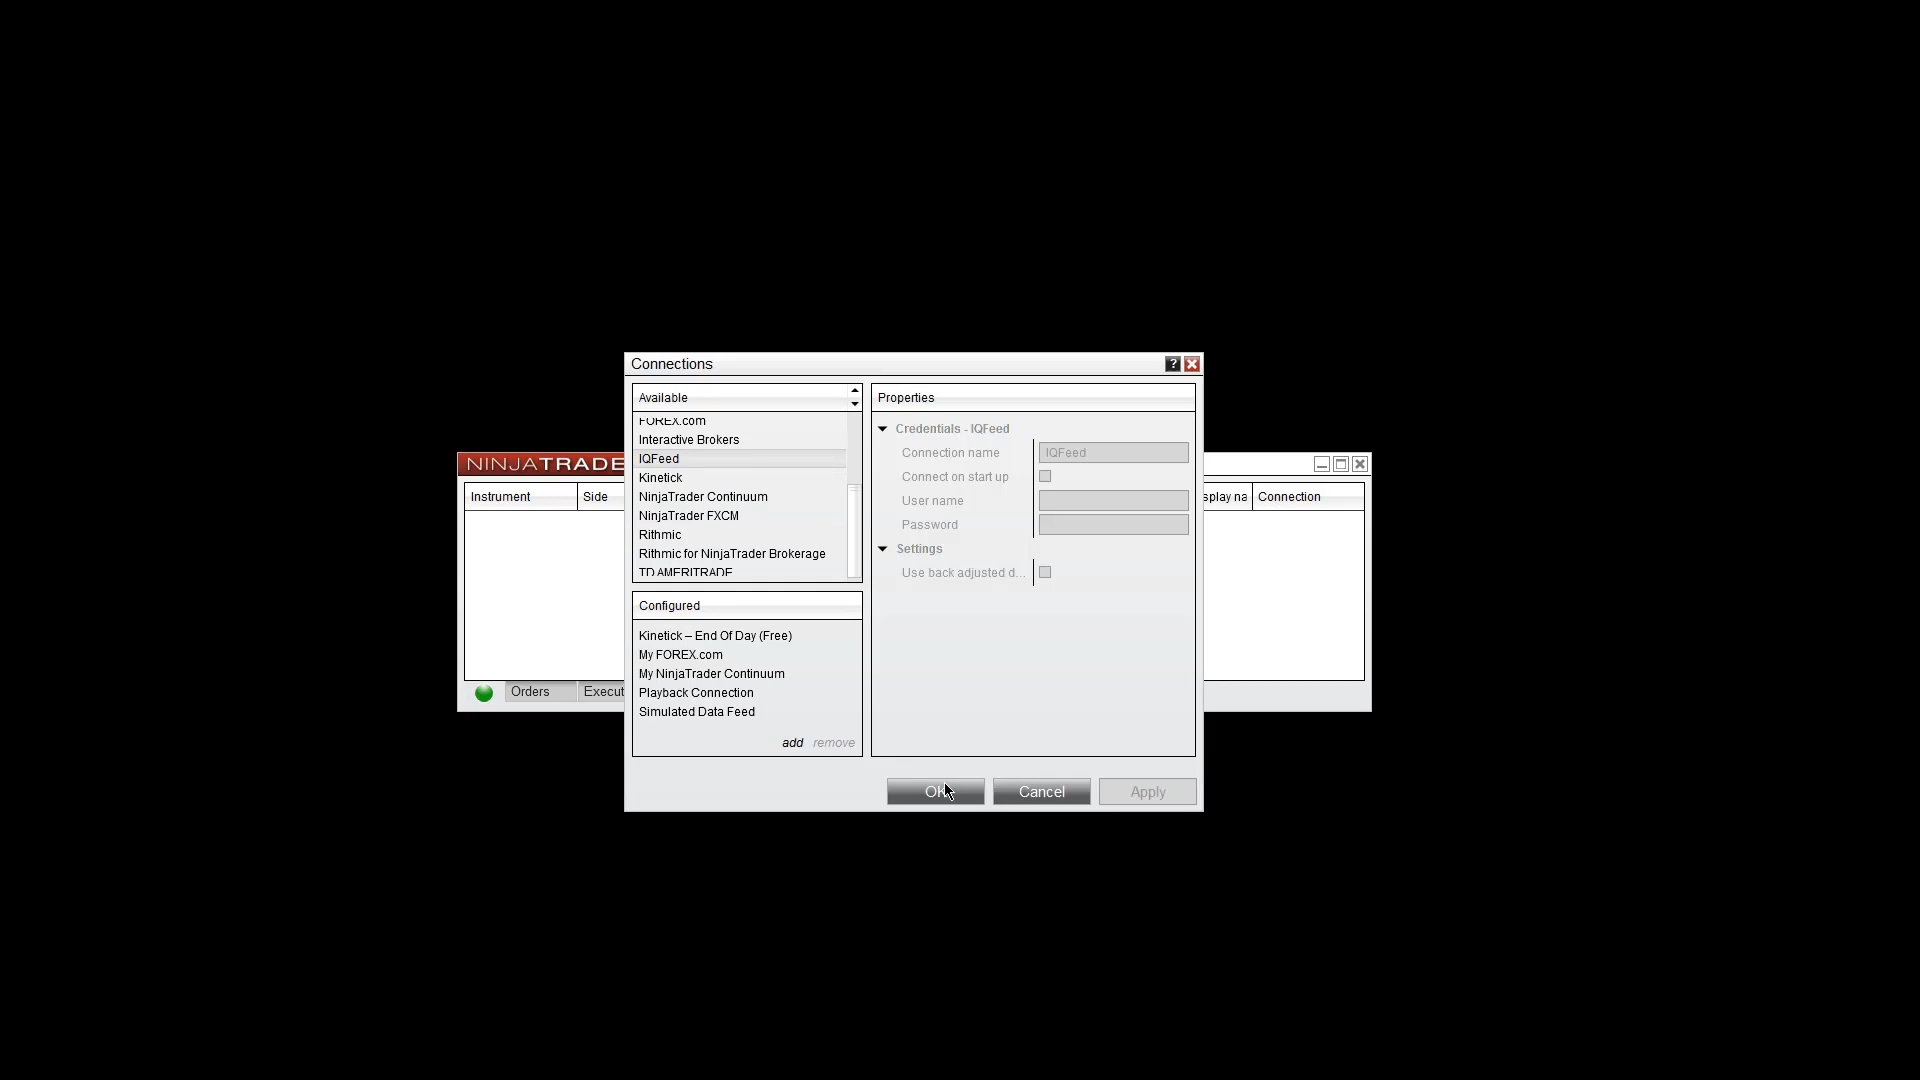 Connections
?
Available
FOREX.com
Interactive Brokers
IQFeed
Kinetick
NinjaTrader Continuum
NinjaTrader FXCM
Rithmic
Rithmic for NinjaTrader Brokerage
TD AMERITRADE
Configured
Kinetick – End Of Day (Free)
My FOREX.com
My NinjaTrader Continuum
Playback Connection
Simulated Data Feed
add remove
Properties
Credentials - IQFeed
Connection name IQFeed
Connect on start up
User name
Password
Settings
Use back adjusted d...
OK Cancel Apply
NINJATRADE
Instrument Side splay na Connection
Orders Execut